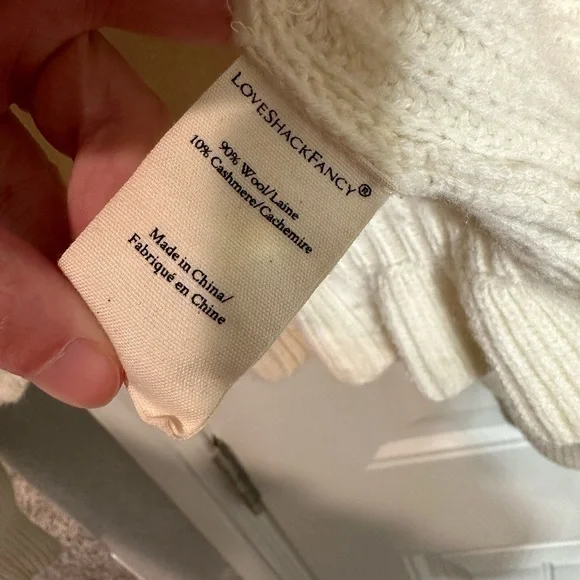 LOVESHACKFANCY®
90% Wool/Laine
10% Cashmere/Cachemire
Made in China/
Fabriqué en Chine